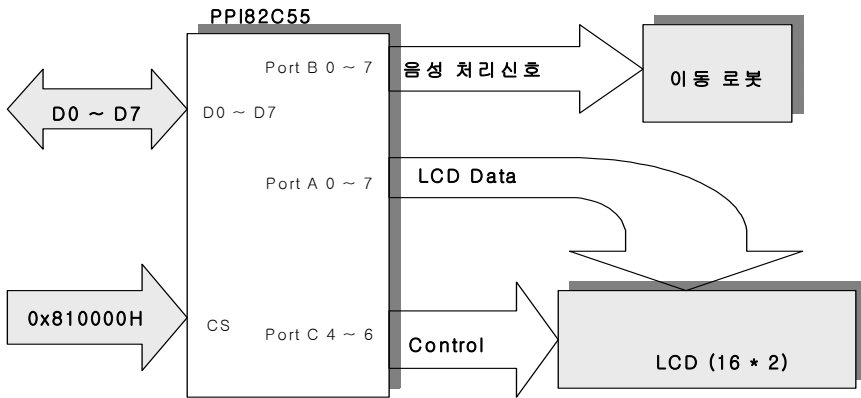 PPI82C55
Port B 0 ~ 7
음성 처리신호
이동 로봇
D0 ~ D7
D0 ~ D7
Port A 0 ~ 7
LCD Data
0x810000H
CS
Port C 4 ~ 6
Control
LCD (16 * 2)